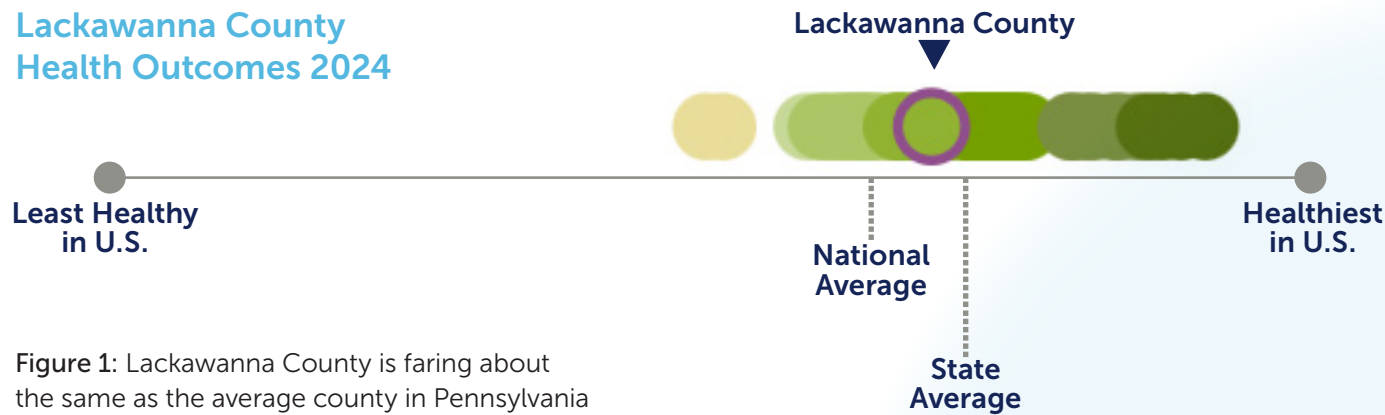 Lackawanna County
Health Outcomes 2024
Lackawanna County
Least Healthy
in U.S.
National
Average
State
Average
Healthiest
in U.S.
Figure 1: Lackawanna County is faring about
the same as the average county in Pennsylvania